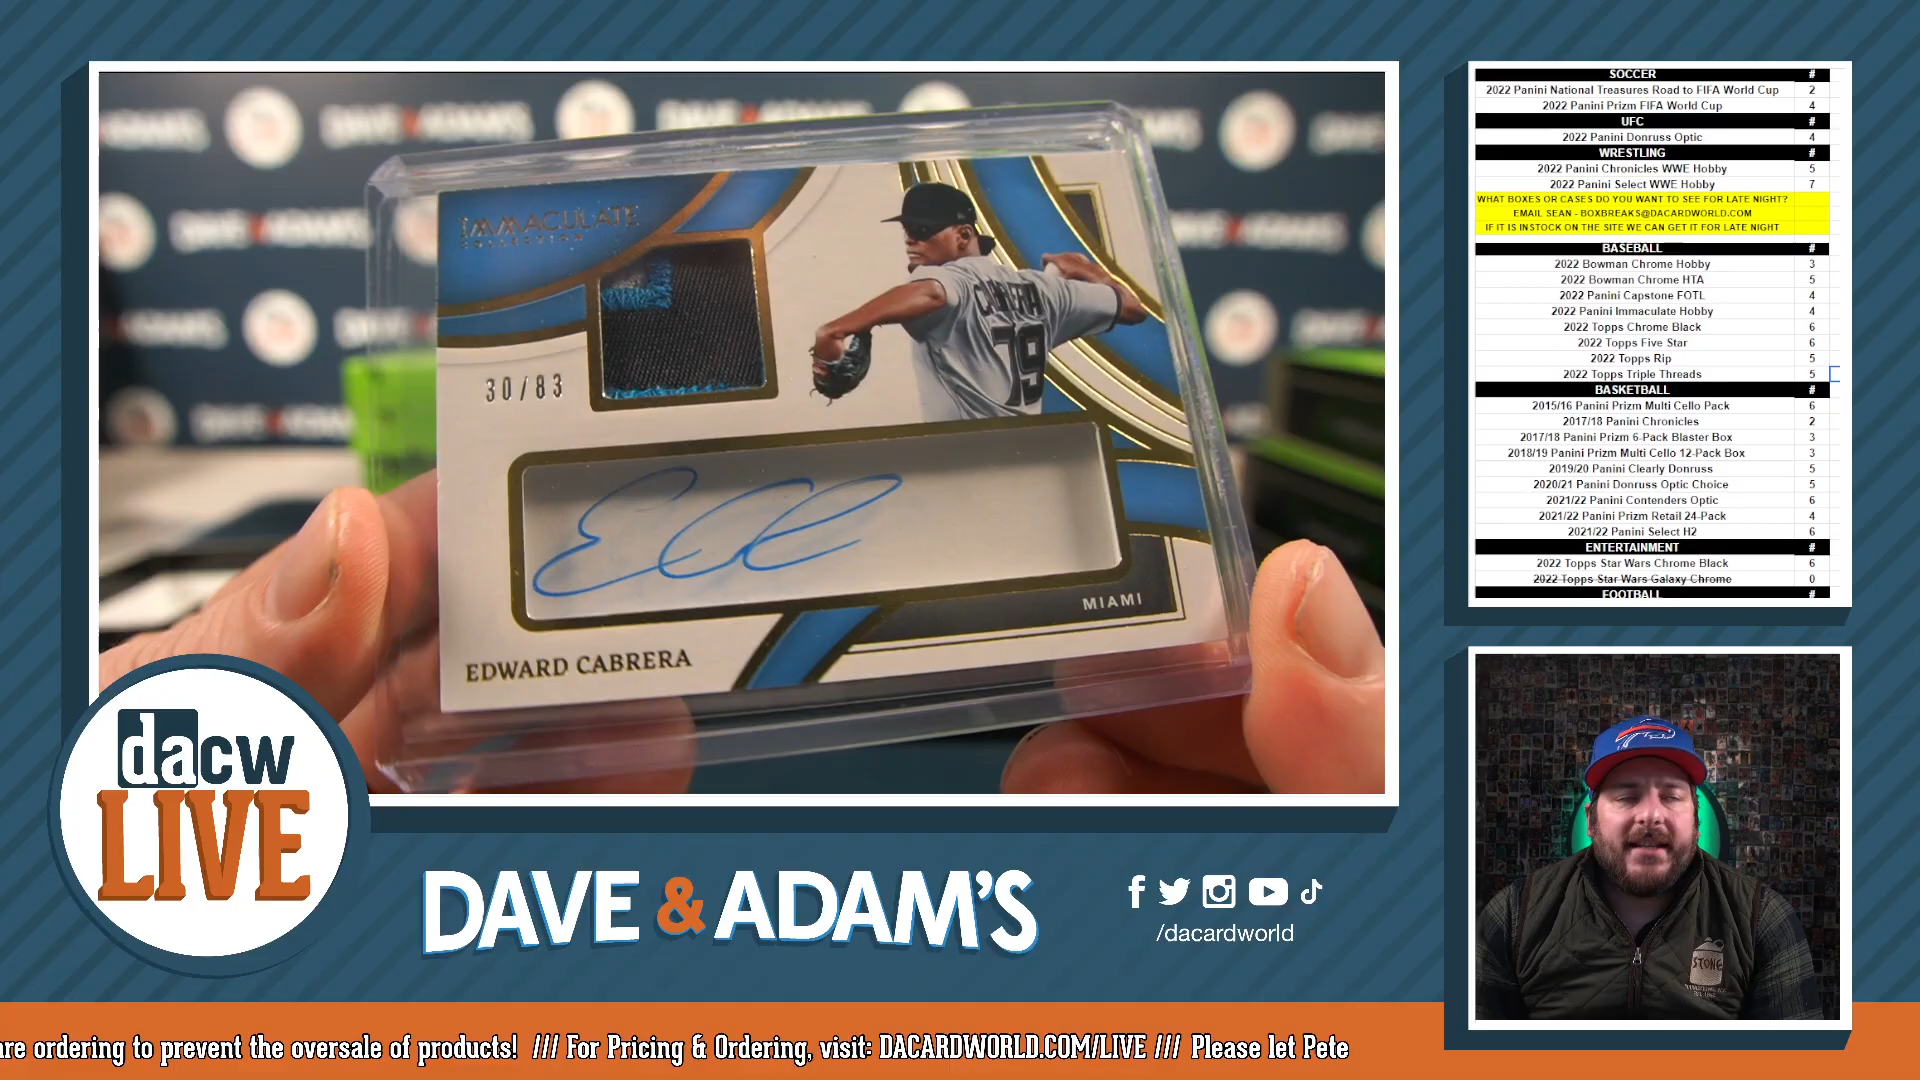 IMMACULATE
COLLECTION
30/83
CABRERA
79
MIAMI
EDWARD CABRERA
dacw
LIVE
DAVE & ADAM'S
/dacardworld
are ordering to prevent the oversale of products! /// For Pricing & Ordering, visit: DACARDWORLD.COM/LIVE /// Please let Pete
SOCCER #
2022 Panini National Treasures Road to FIFA World Cup 2
2022 Panini Prizm FIFA World Cup 4
UFC #
2022 Panini Donruss Optic 4
WRESTLING #
2022 Panini Chronicles WWE Hobby 5
2022 Panini Select WWE Hobby 7
WHAT BOXES OR CASES DO YOU WANT TO SEE FOR LATE NIGHT?
EMAIL SEAN - BOXBREAKS@DACARDWORLD.COM
IF IT IS INSTOCK ON THE SITE WE CAN GET IT FOR LATE NIGHT
BASEBALL #
2022 Bowman Chrome Hobby 3
2022 Bowman Chrome HTA 5
2022 Panini Capstone FOTL 4
2022 Panini Immaculate Hobby 4
2022 Topps Chrome Black 6
2022 Topps Five Star 6
2022 Topps Rip 5
2022 Topps Triple Threads 5
BASKETBALL #
2015/16 Panini Prizm Multi Cello Pack 6
2017/18 Panini Chronicles 2
2017/18 Panini Prizm 6-Pack Blaster Box 3
2018/19 Panini Prizm Multi Cello 12-Pack Box 3
2019/20 Panini Clearly Donruss 5
2020/21 Panini Donruss Optic Choice 5
2021/22 Panini Contenders Optic 6
2021/22 Panini Prizm Retail 24-Pack 4
2021/22 Panini Select H2 6
ENTERTAINMENT #
2022 Topps Star Wars Chrome Black 6
2022 Topps Star Wars Galaxy Chrome 0
FOOTBALL #
STONE